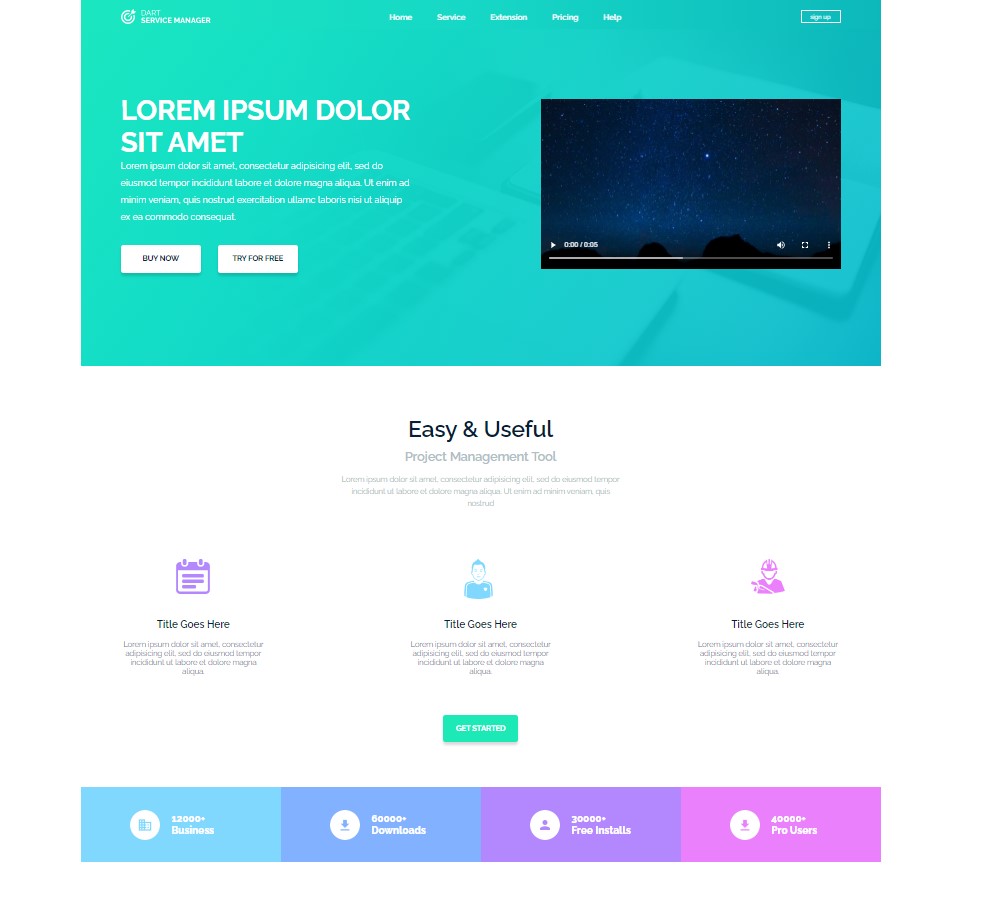 DART
SERVICE MANAGER
Home Service Extension Pricing Help
sign up
LOREM IPSUM DOLOR
SIT AMET
Lorem ipsum dolor sit amet, consectetur adipisicing elit, sed do
eiusmod tempor incididunt labore et dolore magna aliqua. Ut enim ad
minim veniam, quis nostrud exercitation ullamc laboris nisi ut aliquip
ex ea commodo consequat.
BUY NOW TRY FOR FREE
0:00 / 0:05
Easy & Useful
Project Management Tool
Lorem ipsum dolor sit amet, consectetur adipisicing elit, sed do eiusmod tempor
incididunt ut labore et dolore magna aliqua. Ut enim ad minim veniam, quis
nostrud
Title Goes Here
Lorem ipsum dolor sit amet, consectetur
adipisicing elit, sed do eiusmod tempor
incididunt ut labore et dolore magna
aliqua.
Title Goes Here
Lorem ipsum dolor sit amet, consectetur
adipisicing elit, sed do eiusmod tempor
incididunt ut labore et dolore magna
aliqua.
Title Goes Here
Lorem ipsum dolor sit amet, consectetur
adipisicing elit, sed do eiusmod tempor
incididunt ut labore et dolore magna
aliqua.
GET STARTED
12000+
Business
60000+
Downloads
30000+
Free Installs
40000+
Pro Users